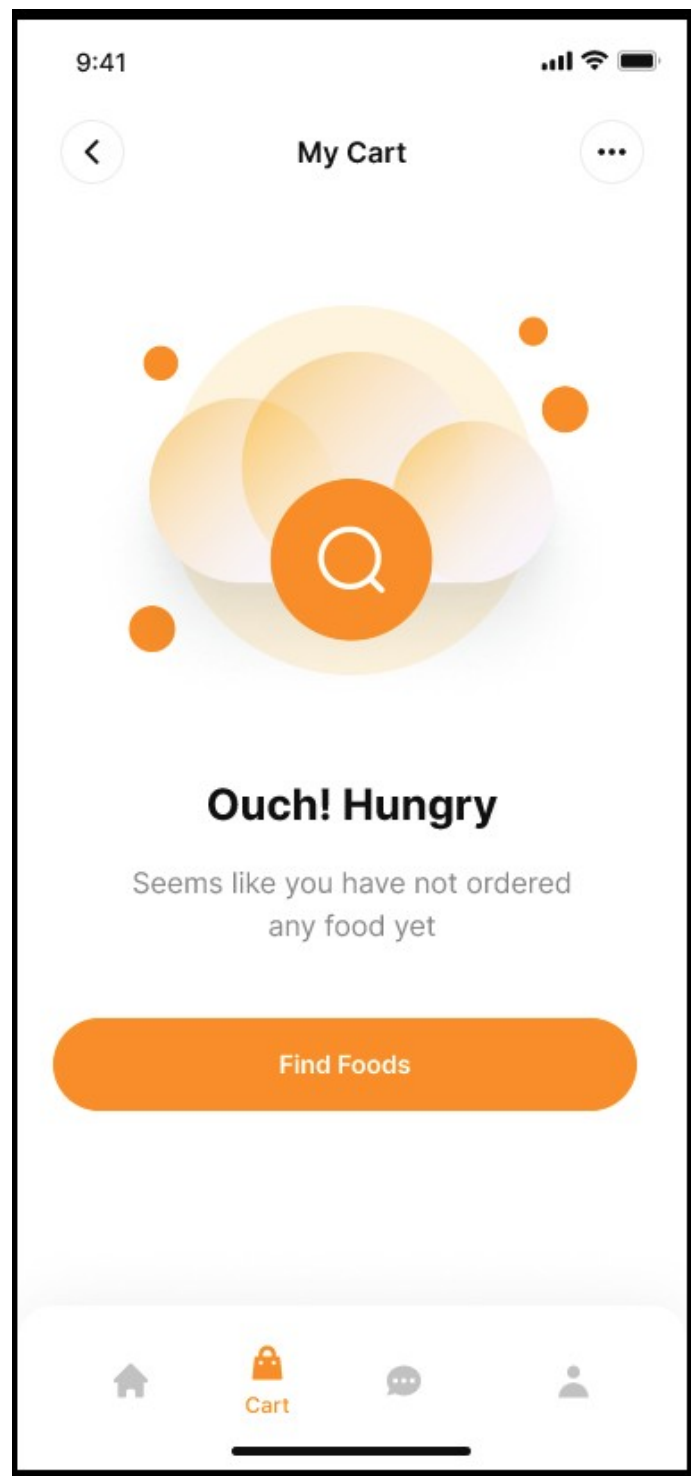 9:41
My Cart
Ouch! Hungry
Seems like you have not ordered
any food yet
Find Foods
Cart